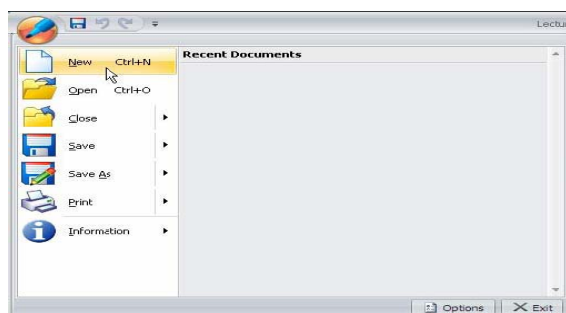 Lectu
New Ctrl+N
Recent Documents
Open Ctrl+O
Close
Save
Save As
Print
Information
Options
Exit